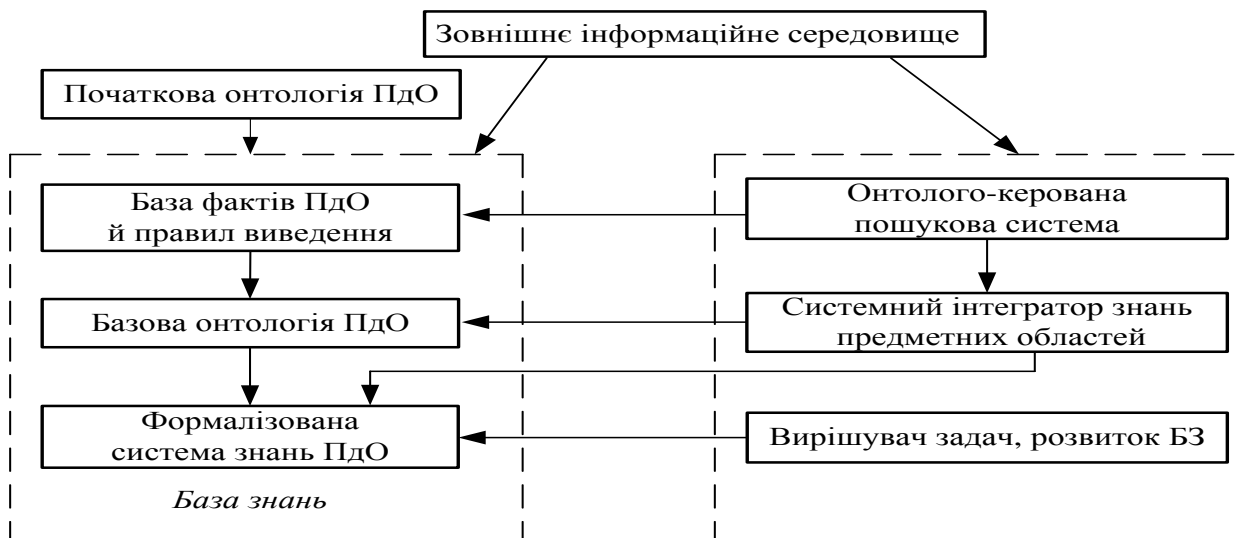 Зовнішнє інформаційне середовище
Початкова онтологія ПдО
База фактів ПдО
й правил виведення
Базова онтологія ПдО
Формалізована
система знань ПдО
База знань
Онтолого-керована
пошукова система
Системний інтегратор знань
предметних областей
Вирішувач задач, розвиток БЗ